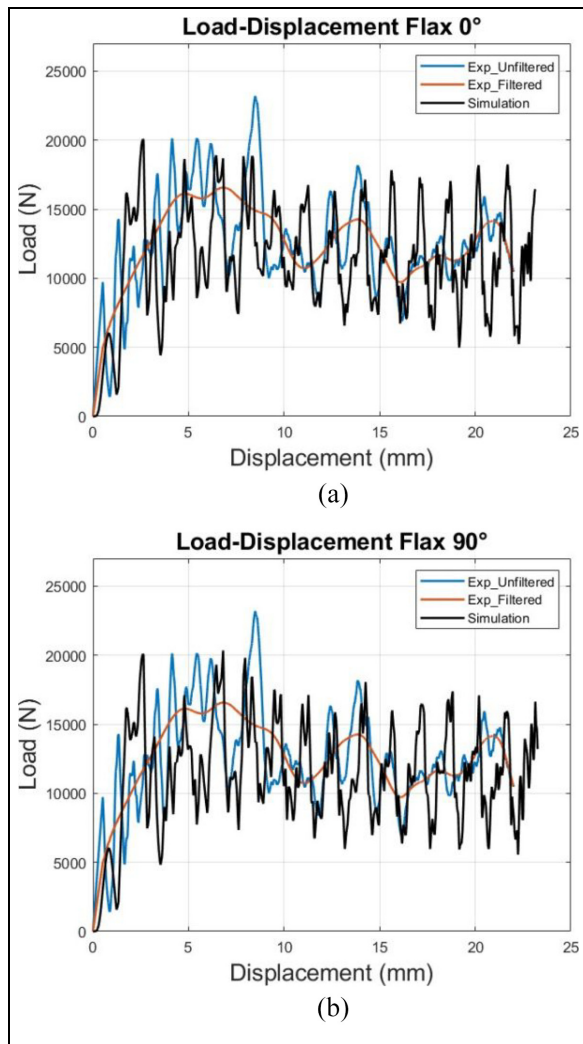 Load-Displacement Flax 0°
Exp_Unfiltered
Exp_Filtered
Simulation
Load (N)
25000
20000
15000
10000
5000
0
0 5 10 15 20 25
Displacement (mm)
(a)
Load-Displacement Flax 90°
Exp_Unfiltered
Exp_Filtered
Simulation
Load (N)
25000
20000
15000
10000
5000
0
0 5 10 15 20 25
Displacement (mm)
(b)